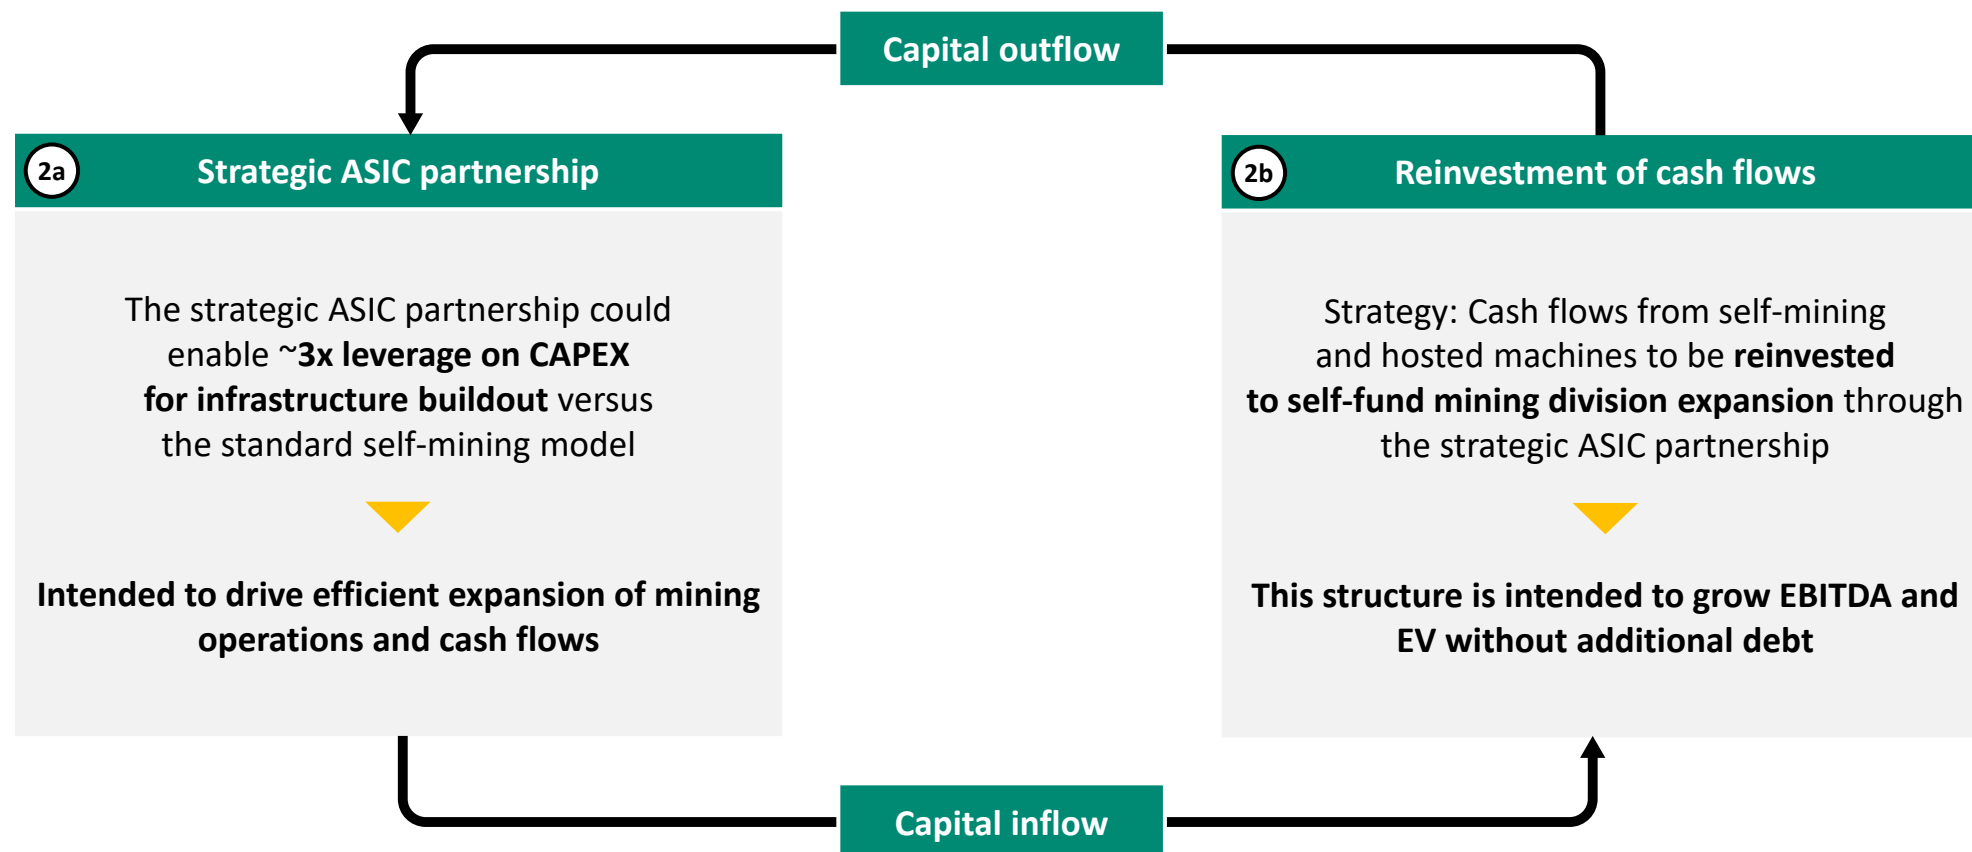 Capital outflow
2a
Strategic ASIC partnership
The strategic ASIC partnership could
enable ~3x leverage on CAPEX
for infrastructure buildout versus
the standard self-mining model
Intended to drive efficient expansion of mining
operations and cash flows
2b
Reinvestment of cash flows
Strategy: Cash flows from self-mining
and hosted machines to be reinvested
to self-fund mining division expansion through
the strategic ASIC partnership
This structure is intended to grow EBITDA and
EV without additional debt
Capital inflow